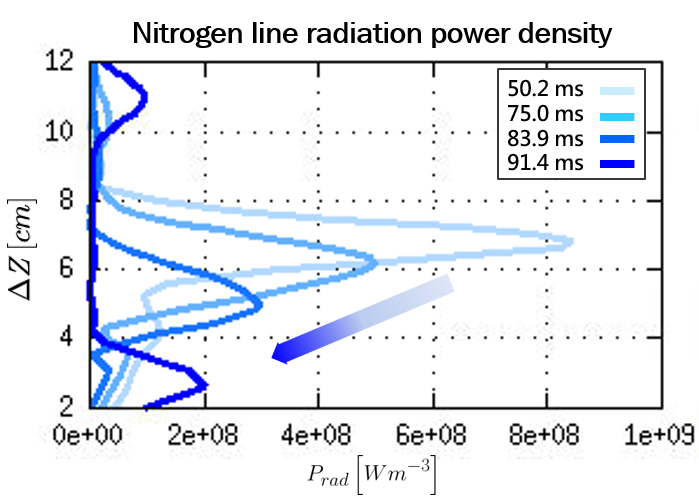 Nitrogen line radiation power density
12
10
8
6
4
2
ΔZ [cm]
50.2 ms
75.0 ms
83.9 ms
91.4 ms
0e+00 2e+08 4e+08 6e+08 8e+08 1e+09
P_rad [Wm⁻³]